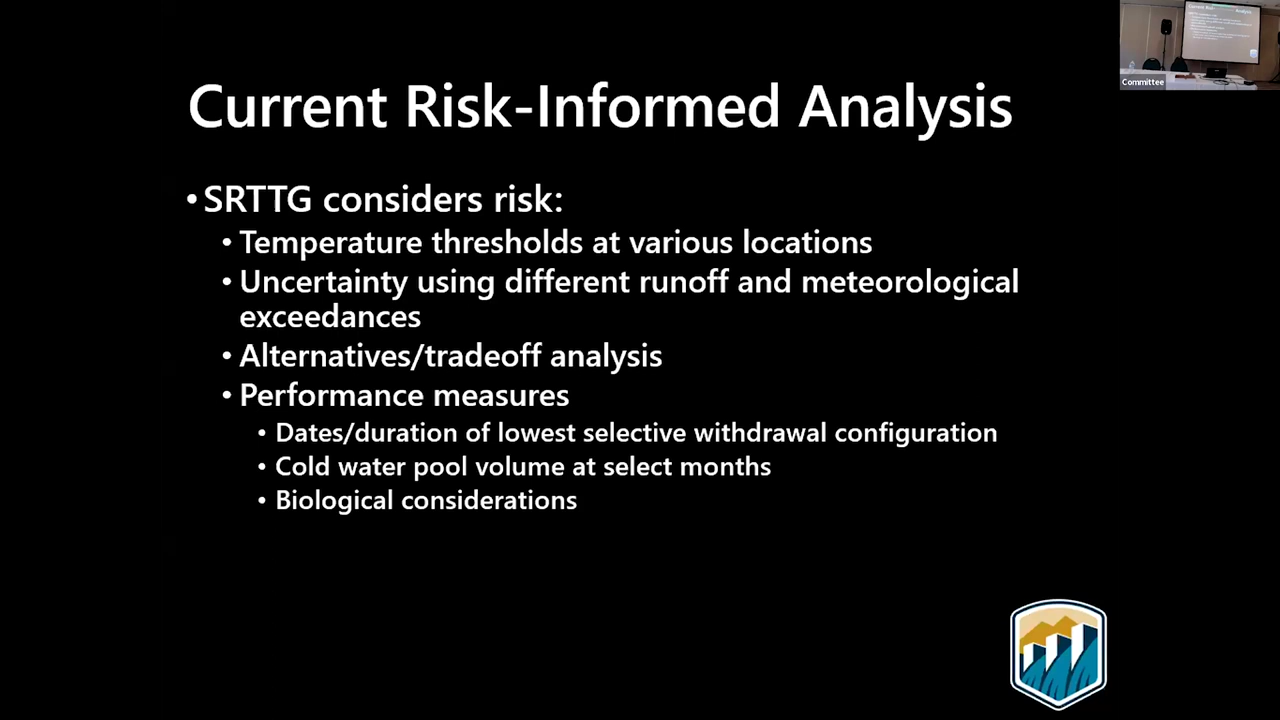 Current Risk-Informed Analysis
Committee
• SRTTG considers risk:
• Temperature thresholds at various locations
• Uncertainty using different runoff and meteorological
exceedances
• Alternatives/tradeoff analysis
• Performance measures
• Dates/duration of lowest selective withdrawal configuration
• Cold water pool volume at select months
• Biological considerations